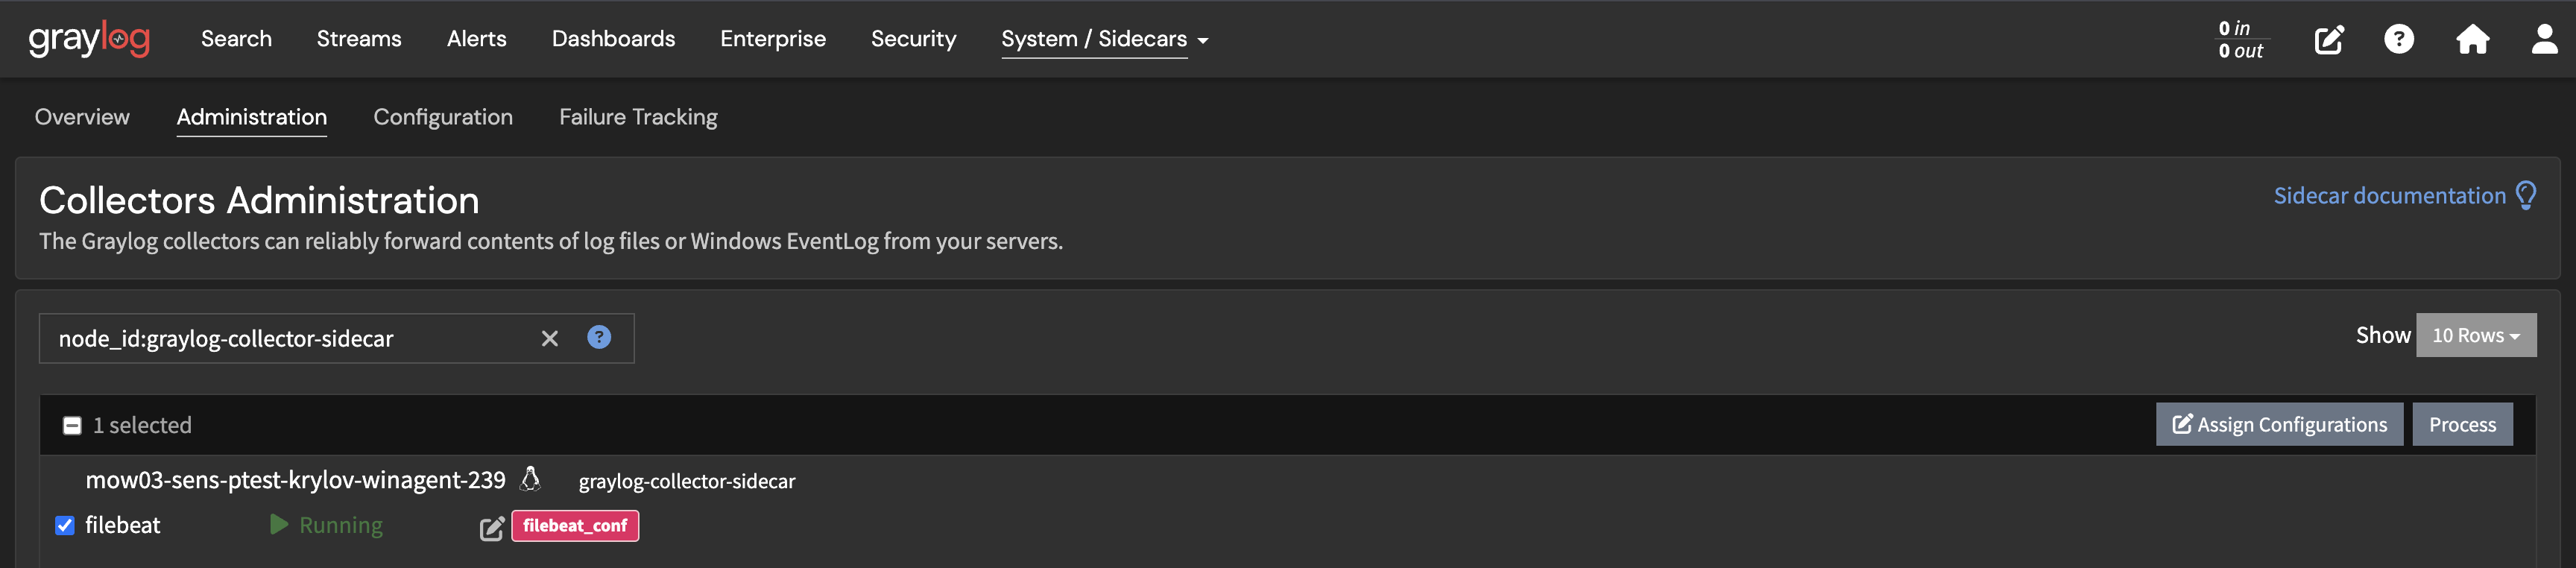 graylog Search Streams Alerts Dashboards Enterprise Security System / Sidecars 0 in
0 out
Overview Administration Configuration Failure Tracking
Collectors Administration
Sidecar documentation
The Graylog collectors can reliably forward contents of log files or Windows EventLog from your servers.
node_id:graylog-collector-sidecar
Show 10 Rows
1 selected Assign Configurations Process
mow03-sens-ptest-krylov-winagent-239 graylog-collector-sidecar
filebeat Running filebeat_conf